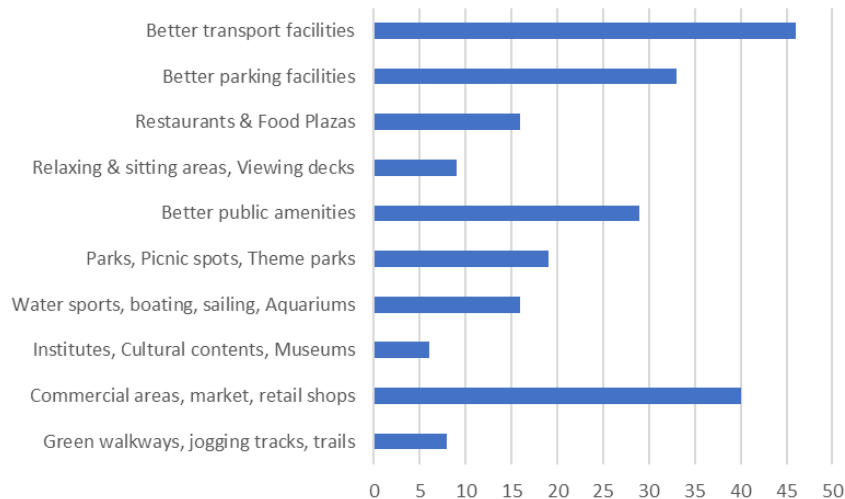 Better transport facilities
Better parking facilities
Restaurants & Food Plazas
Relaxing & sitting areas, Viewing decks
Better public amenities
Parks, Picnic spots, Theme parks
Water sports, boating, sailing, Aquariums
Institutes, Cultural contents, Museums
Commercial areas, market, retail shops
Green walkways, jogging tracks, trails
0 5 10 15 20 25 30 35 40 45 50